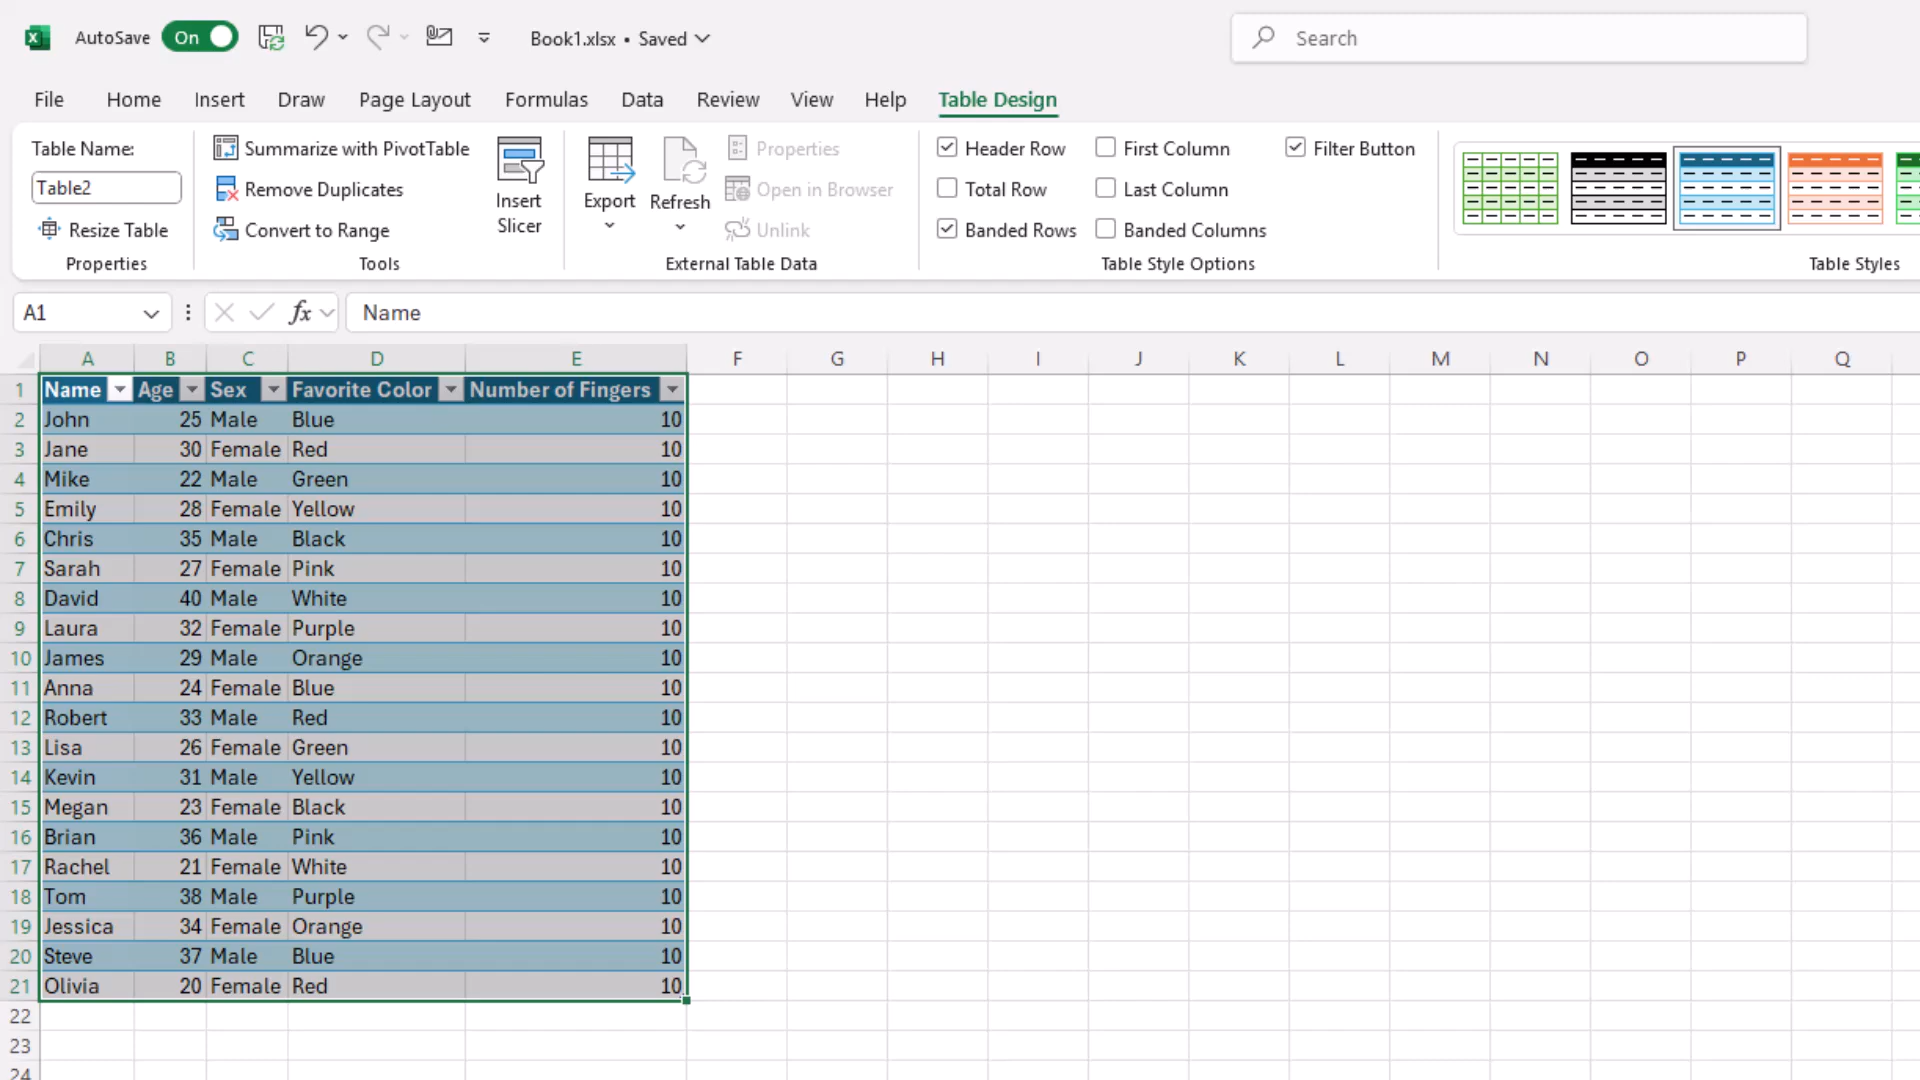 AutoSave On Book1.xlsx • Saved Search
File Home Insert Draw Page Layout Formulas Data Review View Help Table Design
Table Name:
Table2
Resize Table
Properties
Summarize with PivotTable
Remove Duplicates
Convert to Range
Tools
Insert
Slicer
Export
Refresh
Properties
Open in Browser
Unlink
External Table Data
Header Row First Column Filter Button
Total Row Last Column
Banded Rows Banded Columns
Table Style Options
Table Styles
A1 fx Name
A B C D E F G H I J K L M N O P Q
1 Name Age Sex Favorite Color Number of Fingers
2 John 25 Male Blue 10
3 Jane 30 Female Red 10
4 Mike 22 Male Green 10
5 Emily 28 Female Yellow 10
6 Chris 35 Male Black 10
7 Sarah 27 Female Pink 10
8 David 40 Male White 10
9 Laura 32 Female Purple 10
10 James 29 Male Orange 10
11 Anna 24 Female Blue 10
12 Robert 33 Male Red 10
13 Lisa 26 Female Green 10
14 Kevin 31 Male Yellow 10
15 Megan 23 Female Black 10
16 Brian 36 Male Pink 10
17 Rachel 21 Female White 10
18 Tom 38 Male Purple 10
19 Jessica 34 Female Orange 10
20 Steve 37 Male Blue 10
21 Olivia 20 Female Red 10
22
23
24